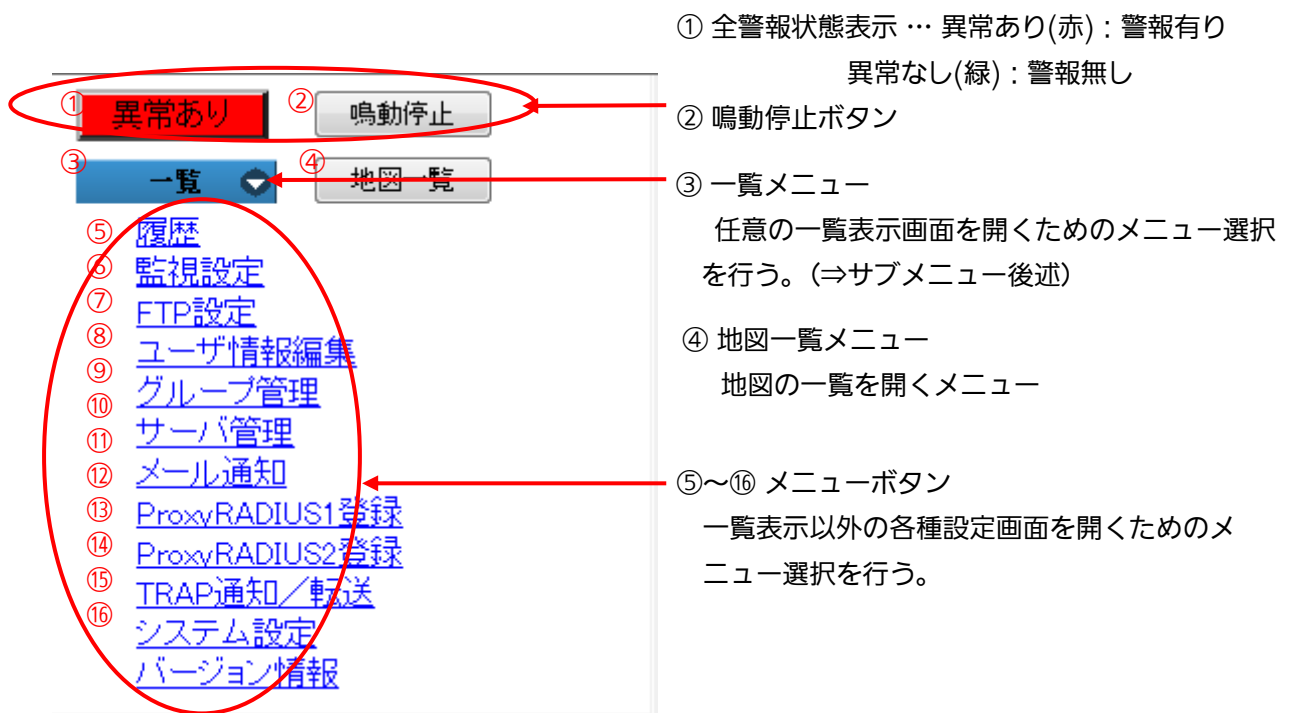 ① 全警報状態表示 … 異常あり(赤) : 警報有り
異常なし(緑) : 警報無し
① 異常あり ② 鳴動停止
② 鳴動停止ボタン
③ 一覧 ④ 地図一覧
③ 一覧メニュー
任意の一覧表示画面を開くためのメニュー選択
を行う。（⇒サブメニュー後述）
④ 地図一覧メニュー
地図の一覧を開くメニュー
⑤ 履歴
⑥ 監視設定
⑦ FTP設定
⑧ ユーザ情報編集
⑨ グループ管理
⑩ サーバ管理
⑪ メール通知
⑫ ProxyRADIUS1登録
⑬ ProxyRADIUS2登録
⑭ TRAP通知／転送
⑮ システム設定
⑯ バージョン情報
⑤～⑯ メニューボタン
一覧表示以外の各種設定画面を開くためのメ
ニュー選択を行う。